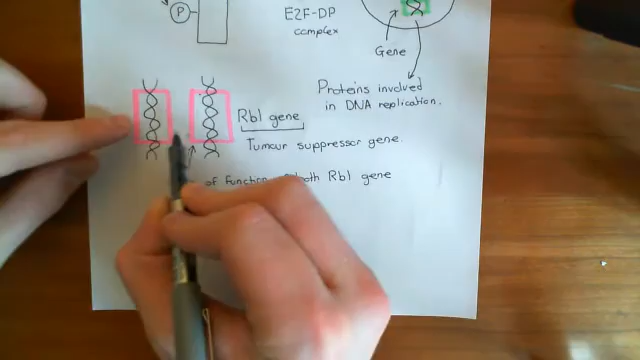 P
E2F-DP
complex
Gene
Proteins involved
in DNA replication.
Rb1 gene
Tumour suppressor gene.
of function of both Rb1 gene